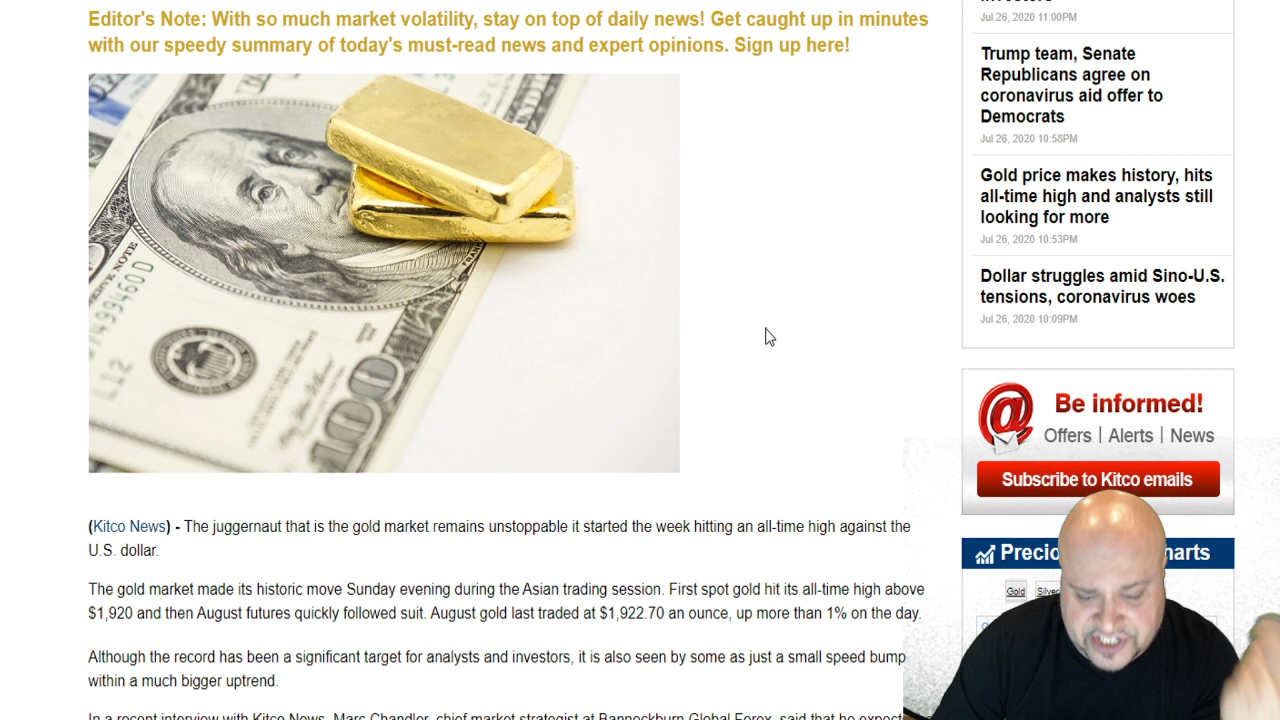 Editor's Note: With so much market volatility, stay on top of daily news! Get caught up in minutes
with our speedy summary of today's must-read news and expert opinions. Sign up here!
(Kitco News) - The juggernaut that is the gold market remains unstoppable it started the week hitting an all-time high against the
U.S. dollar.
The gold market made its historic move Sunday evening during the Asian trading session. First spot gold hit its all-time high above
$1,920 and then August futures quickly followed suit. August gold last traded at $1,922.70 an ounce, up more than 1% on the day.
Although the record has been a significant target for analysts and investors, it is also seen by some as just a small speed bump
within a much bigger uptrend.
In a recent interview with Kitco News, Marc Chandler, chief market strategist at Bannockburn Global Forex, said that he
Jul 26, 2020 11:00PM
Trump team, Senate
Republicans agree on
coronavirus aid offer to
Democrats
Jul 26, 2020 10:58PM
Gold price makes history, hits
all-time high and analysts still
looking for more
Jul 26, 2020 10:53PM
Dollar struggles amid Sino-U.S.
tensions, coronavirus woes
Jul 26, 2020 10:09PM
Be informed!
Offers | Alerts | News
Subscribe to Kitco emails
Gold
L12
100